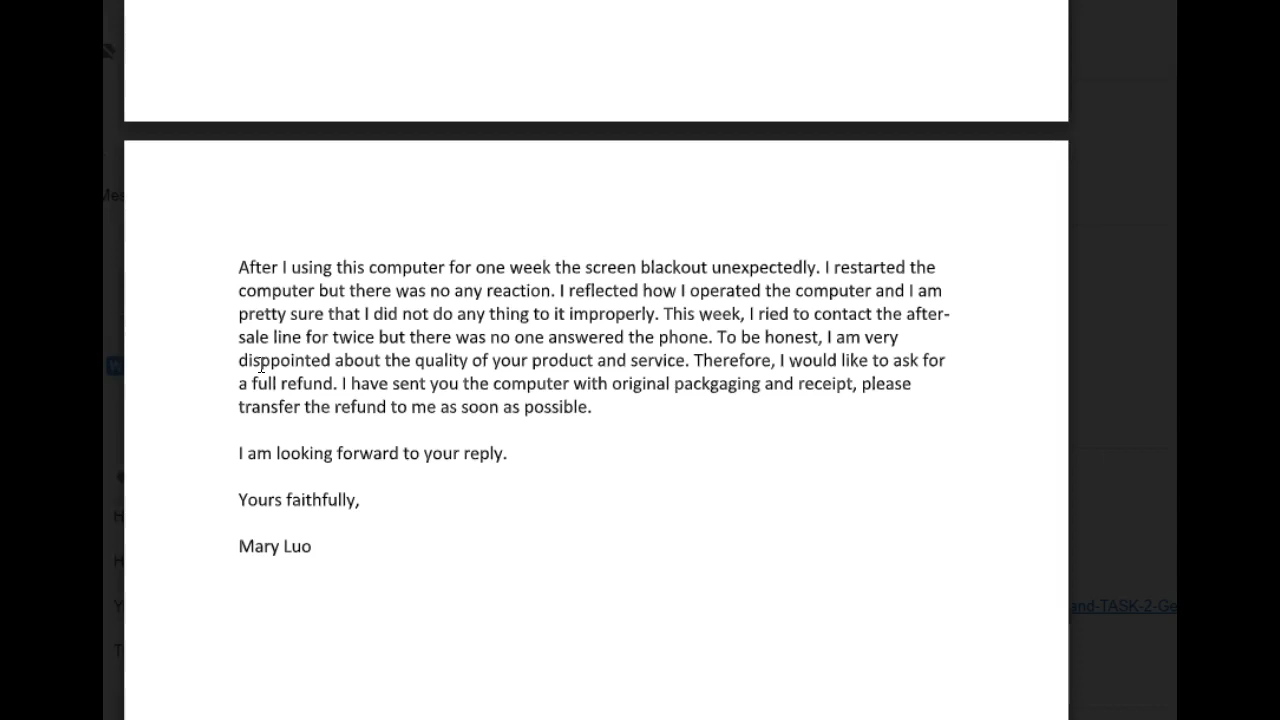 Mes
After I using this computer for one week the screen blackout unexpectedly. I restarted the
computer but there was no any reaction. I reflected how I operated the computer and I am
pretty sure that I did not do any thing to it improperly. This week, I ried to contact the after-
sale line for twice but there was no one answered the phone. To be honest, I am very
disppointed about the quality of your product and service. Therefore, I would like to ask for
a full refund. I have sent you the computer with original packgaging and receipt, please
transfer the refund to me as soon as possible.
I am looking forward to your reply.
Yours faithfully,
Mary Luo
and-TASK-2-Ge